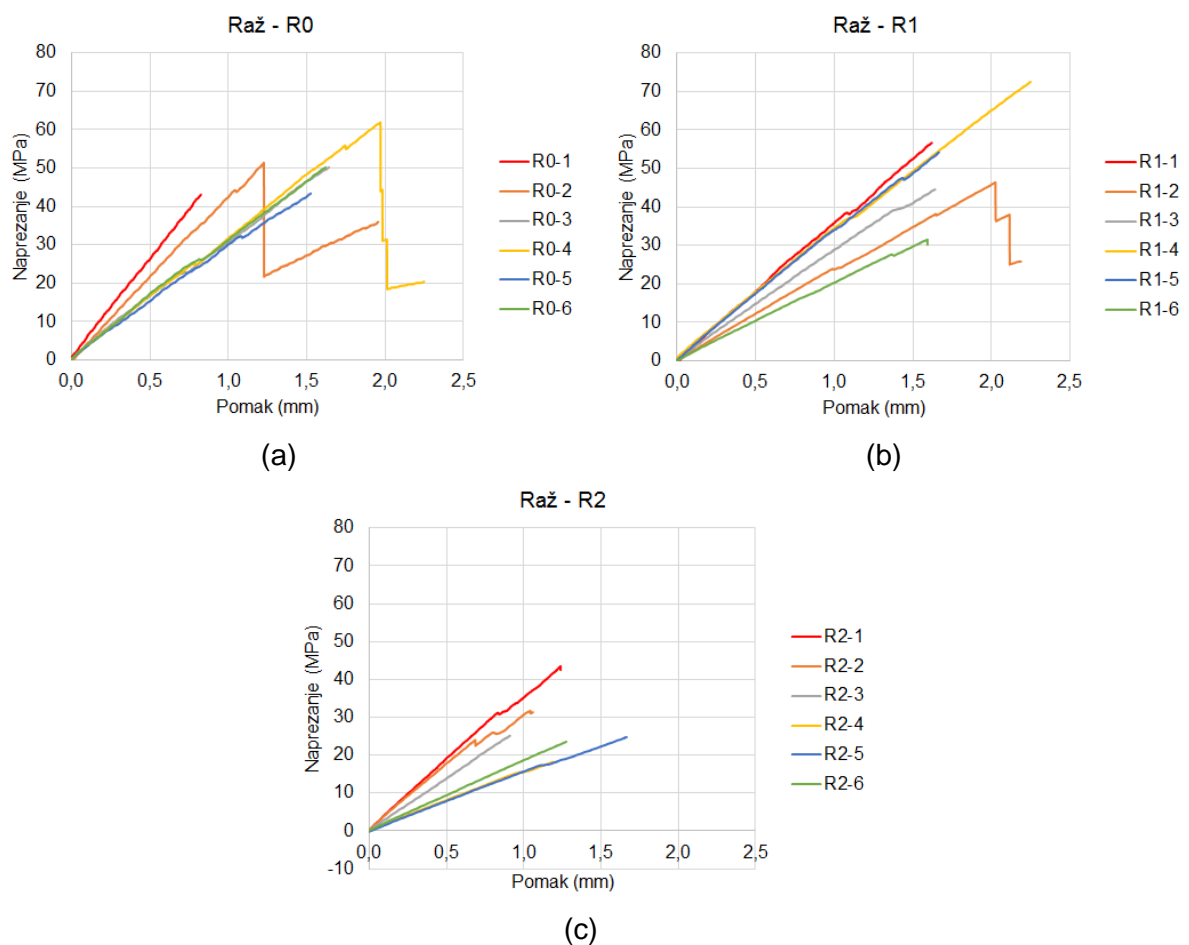 Raž - R0
80
70
60
50
40
30
20
10
0
Naprezanje (MPa)
0,0 0,5 1,0 1,5 2,0 2,5
Pomak (mm)
R0-1
R0-2
R0-3
R0-4
R0-5
R0-6
(a)
Raž - R1
80
70
60
50
40
30
20
10
0
Naprezanje (MPa)
0,0 0,5 1,0 1,5 2,0 2,5
Pomak (mm)
R1-1
R1-2
R1-3
R1-4
R1-5
R1-6
(b)
Raž - R2
80
70
60
50
40
30
20
10
0
-10
Naprezanje (MPa)
0,0 0,5 1,0 1,5 2,0 2,5
Pomak (mm)
R2-1
R2-2
R2-3
R2-4
R2-5
R2-6
(c)